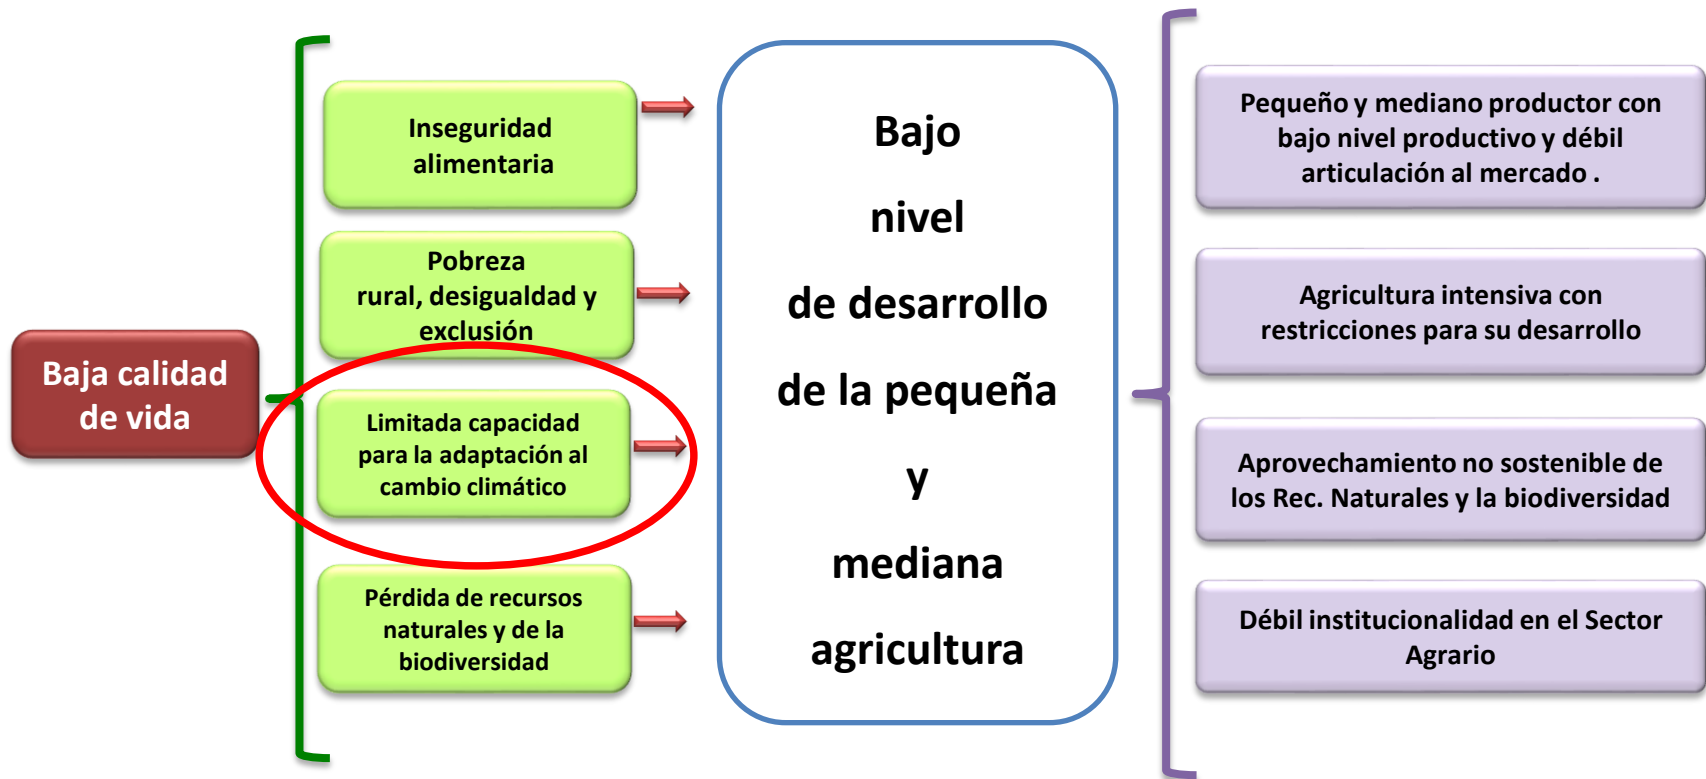 Baja calidad
de vida
Inseguridad
alimentaria
Pobreza
rural, desigualdad y
exclusión
Limitada capacidad
para la adaptación al
cambio climático
Pérdida de recursos
naturales y de la
biodiversidad
Bajo
nivel
de desarrollo
de la pequeña
y
mediana
agricultura
Pequeño y mediano productor con
bajo nivel productivo y débil
articulación al mercado .
Agricultura intensiva con
restricciones para su desarrollo
Aprovechamiento no sostenible de
los Rec. Naturales y la biodiversidad
Débil institucionalidad en el Sector
Agrario